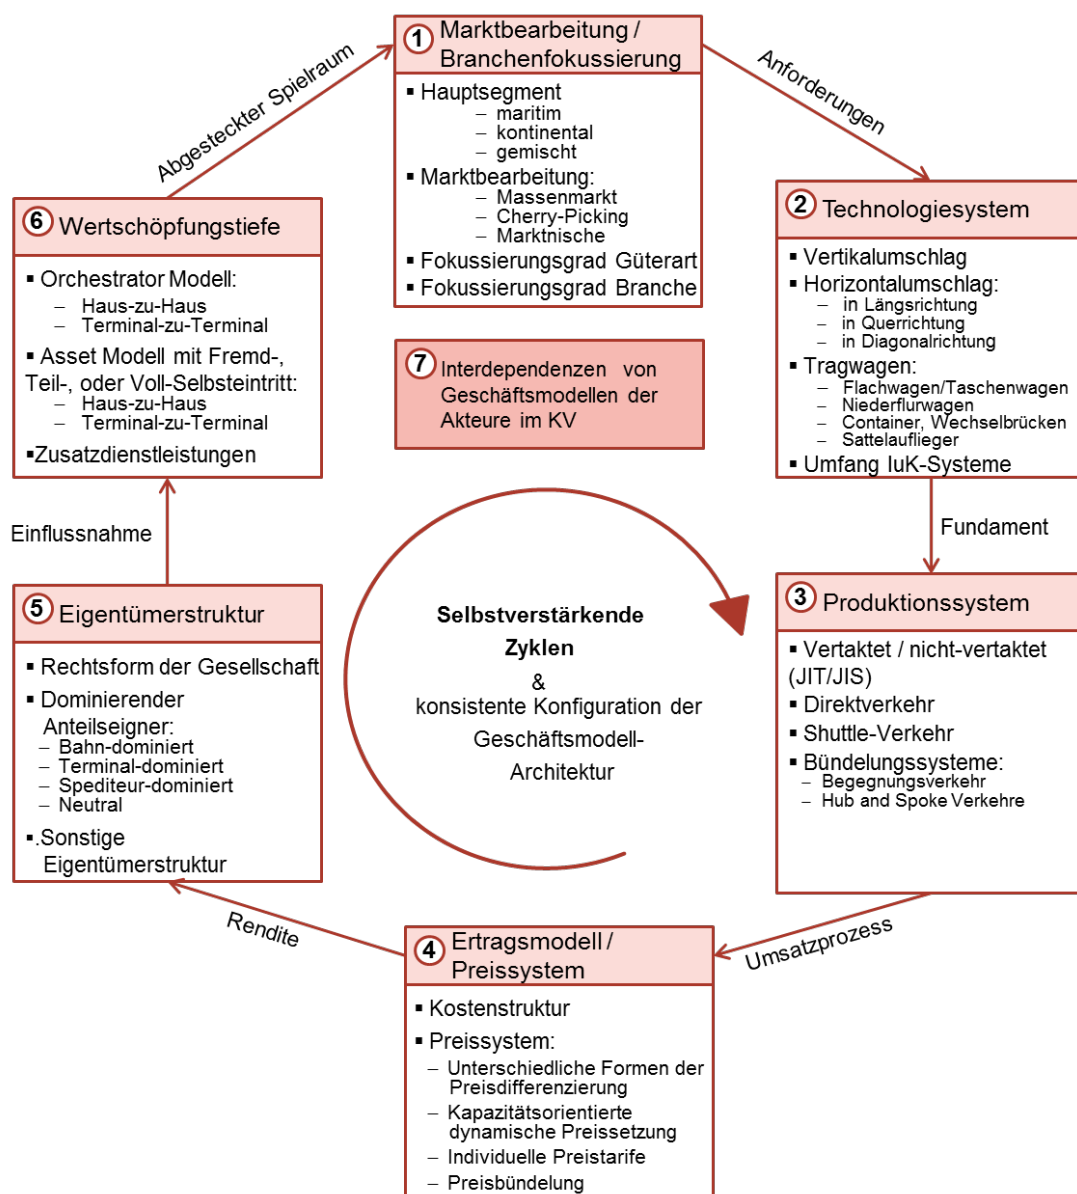 1 Marktbearbeitung /
Branchenfokussierung
▪ Hauptsegment
– maritim
– kontinental
– gemischt
▪ Marktbearbeitung:
– Massenmarkt
– Cherry-Picking
– Marktnische
▪ Fokussierungsgrad Güterart
▪ Fokussierungsgrad Branche
Anforderungen
2 Technologiesystem
▪ Vertikalumschlag
▪ Horizontalumschlag:
– in Längsrichtung
– in Querrichtung
– in Diagonalrichtung
▪ Tragwagen:
– Flachwagen/Taschenwagen
– Niederflurwagen
– Container, Wechselbrücken
– Sattelauflieger
▪ Umfang IuK-Systeme
Fundament
3 Produktionssystem
▪ Vertaktet / nicht-vertaktet
(JIT/JIS)
▪ Direktverkehr
▪ Shuttle-Verkehr
▪ Bündelungssysteme:
– Begegnungsverkehr
– Hub and Spoke Verkehre
Umsatzprozess
4 Ertragsmodell /
Preissystem
▪ Kostenstruktur
▪ Preissystem:
– Unterschiedliche Formen der
Preisdifferenzierung
– Kapazitätsorientierte
dynamische Preissetzung
– Individuelle Preistarife
– Preisbündelung
Rendite
5 Eigentümerstruktur
▪ Rechtsform der Gesellschaft
▪ Dominierender
Anteilseigner:
– Bahn-dominiert
– Terminal-dominiert
– Spediteur-dominiert
– Neutral
▪.Sonstige
Eigentümerstruktur
Einflussnahme
6 Wertschöpfungstiefe
▪ Orchestrator Modell:
– Haus-zu-Haus
– Terminal-zu-Terminal
▪ Asset Modell mit Fremd-,
Teil-, oder Voll-Selbsteintritt:
– Haus-zu-Haus
– Terminal-zu-Terminal
▪Zusatzdienstleistungen
Abgesteckter Spielraum
7 Interdependenzen von
Geschäftsmodellen der
Akteure im KV
Selbstverstärkende
Zyklen
&
konsistente Konfiguration der
Geschäftsmodell-
Architektur